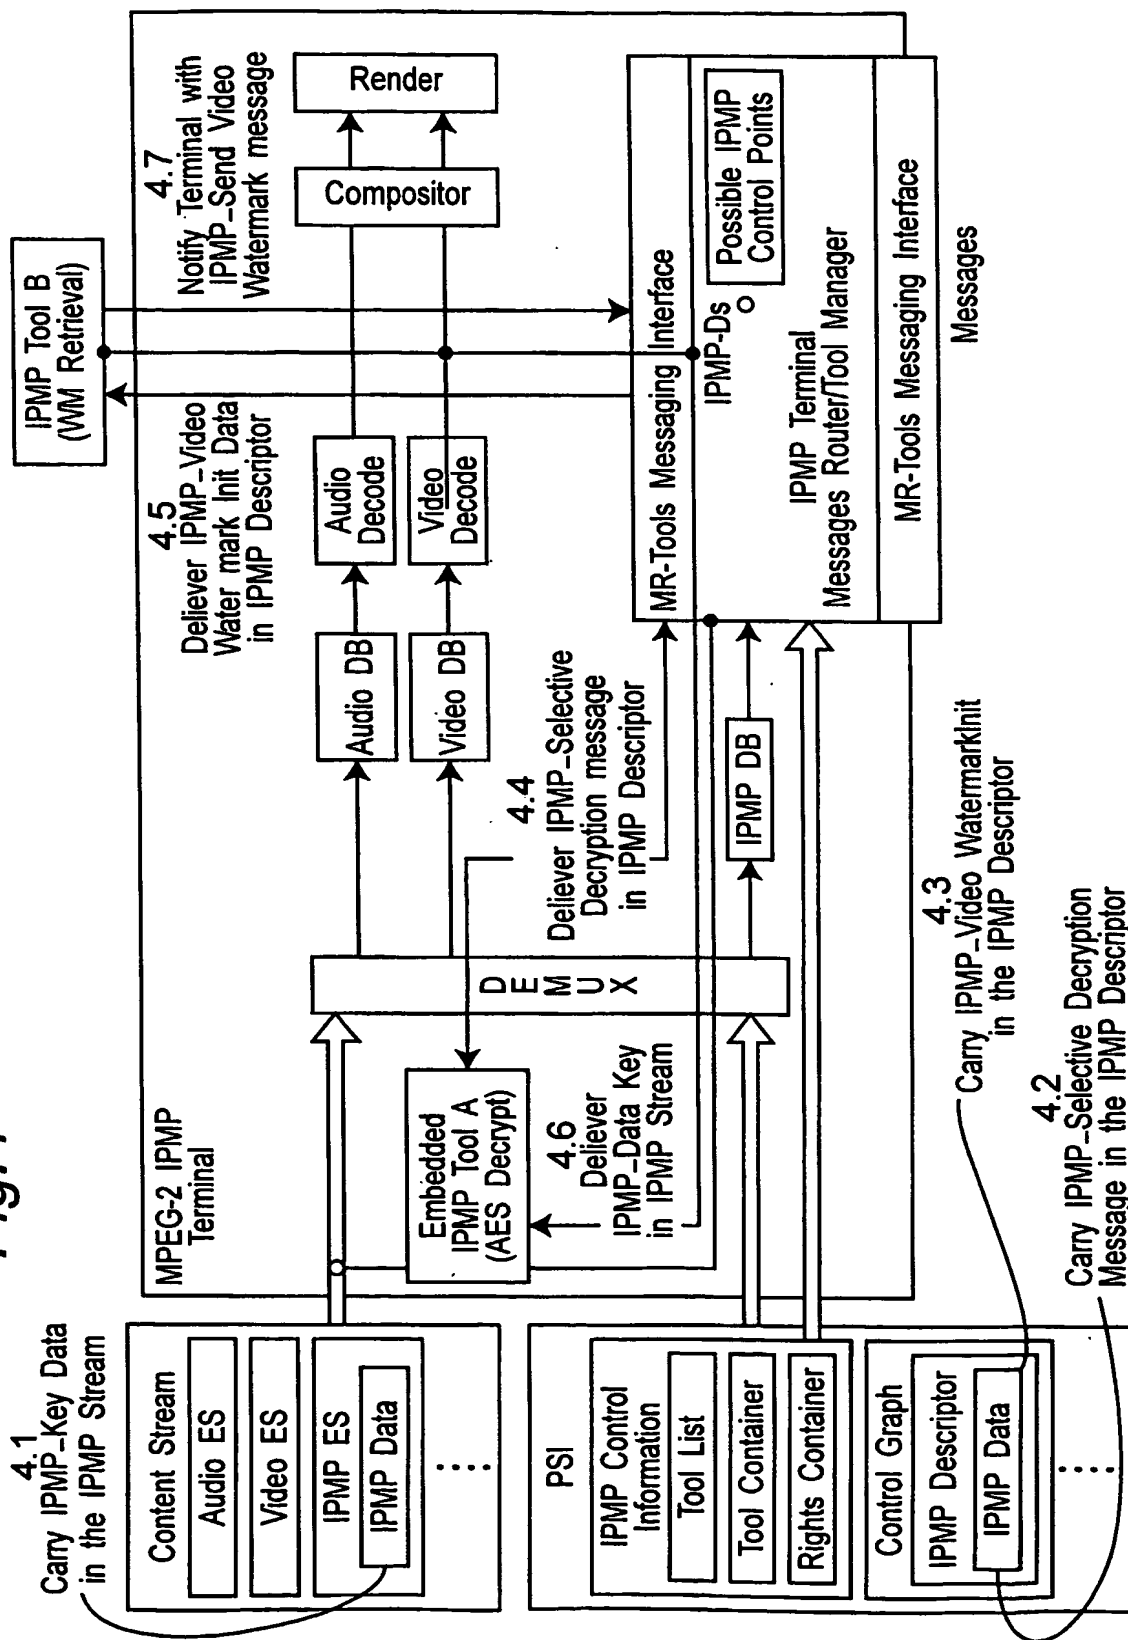 4.1
Carry IPMP_Key Data
in the IPMP Stream
Content Stream
Audio ES
Video ES
IPMP ES
IPMP Data
PSI
IPMP Control
Information
Tool List
Tool Container
Rights Container
Control Graph
IPMP Descriptor
IPMP Data
MPEG-2 IPMP
Terminal
Embedded
IPMP Tool A
(AES Decrypt)
4.6
Deliever
IPMP_Data Key
in IPMP Stream
D
E
M
U
X
4.4
Deliever IPMP_Selective
Decryption message
in IPMP Descriptor
Audio DB
Video DB
IPMP DB
Audio
Decode
Video
Decode
4.5
Deliever IPMP_Video
Water mark Init Data
in IPMP Descriptor
IPMP Tool B
(WM Retrieval)
4.7
Notify Terminal with
IPMP_Send Video
Watermark message
Compositor
Render
MR-Tools Messaging Interface
IPMP-Ds
Possible IPMP
Control Points
IPMP Terminal
Messages Router/Tool Manager
MR-Tools Messaging Interface
Messages
4.3
Carry IPMP_Video WatermarkInit
in the IPMP Descriptor
4.2
Carry IPMP_Selective Decryption
Message in the IPMP Descriptor